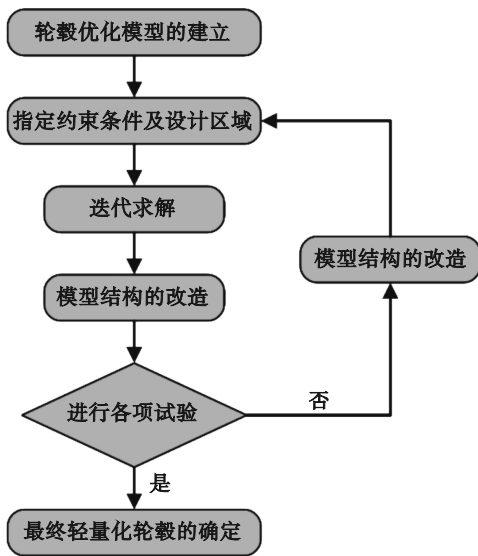 轮毂优化模型的建立
指定约束条件及设计区域
迭代求解
模型结构的改造
模型结构的改造
进行各项试验
否
是
最终轻量化轮毂的确定